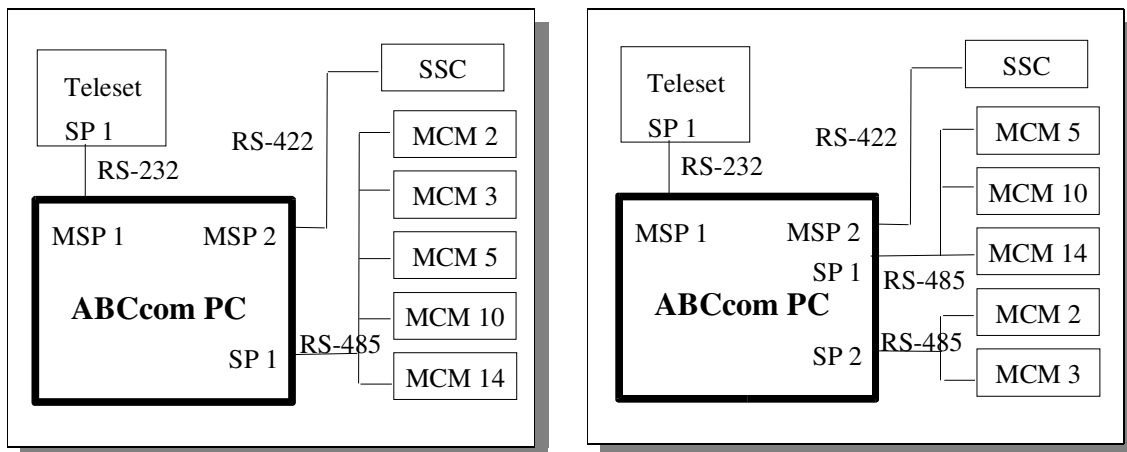 Teleset
SP 1
RS-232
SSC
RS-422
MCM 2
MCM 3
MCM 5
MCM 10
MCM 14
MSP 1
MSP 2
ABCcom PC
SP 1
RS-485
Teleset
SP 1
RS-232
SSC
RS-422
MCM 5
MCM 10
MCM 14
MCM 2
MCM 3
MSP 1
MSP 2
SP 1
RS-485
ABCcom PC
SP 2
RS-485